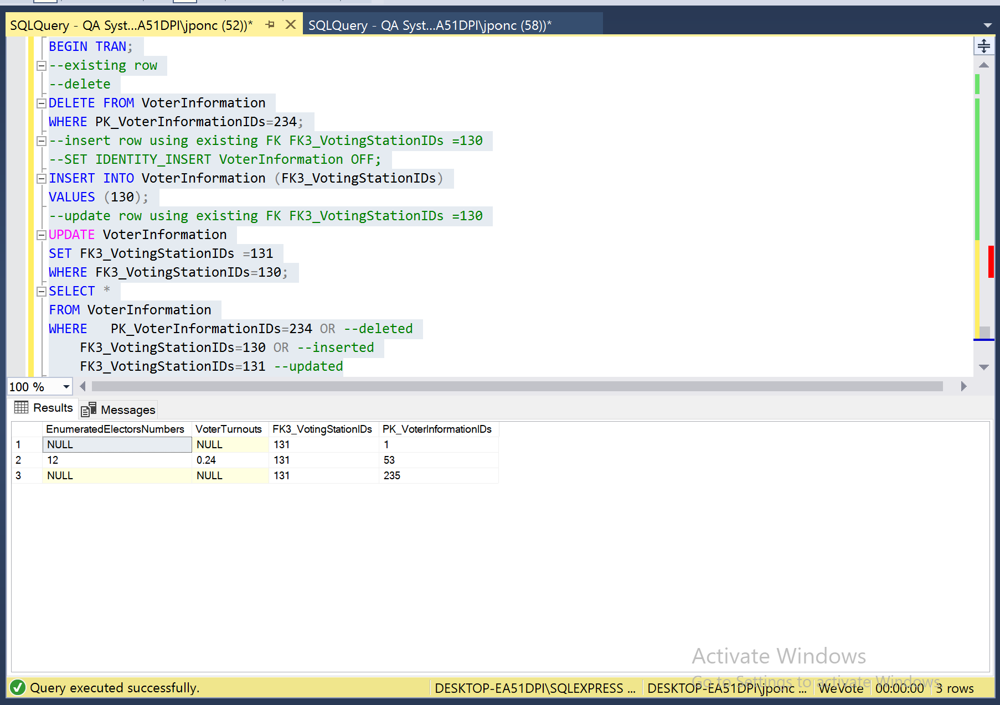 SQLQuery - QA Syst...A51DPI\jponc (52))* SQLQuery - QA Syst...A51DPI\jponc (58))*
BEGIN TRAN;
--existing row
--delete
DELETE FROM VoterInformation
WHERE PK_VoterInformationIDs=234;
--insert row using existing FK FK3_VotingStationIDs =130
--SET IDENTITY_INSERT VoterInformation OFF;
INSERT INTO VoterInformation (FK3_VotingStationIDs)
VALUES (130);
--update row using existing FK FK3_VotingStationIDs =130
UPDATE VoterInformation
SET FK3_VotingStationIDs =131
WHERE FK3_VotingStationIDs=130;
SELECT *
FROM VoterInformation
WHERE   PK_VoterInformationIDs=234 OR --deleted
    FK3_VotingStationIDs=130 OR --inserted
    FK3_VotingStationIDs=131 --updated
100 %
Results Messages
EnumeratedElectorsNumbers VoterTurnouts FK3_VotingStationIDs PK_VoterInformationIDs
1 NULL NULL 131 1
2 12 0.24 131 53
3 NULL NULL 131 235
Activate Windows
Go to Settings to activate Windows.
Query executed successfully. DESKTOP-EA51DPI\SQLEXPRESS ... DESKTOP-EA51DPI\jponc ... WeVote 00:00:00 3 rows